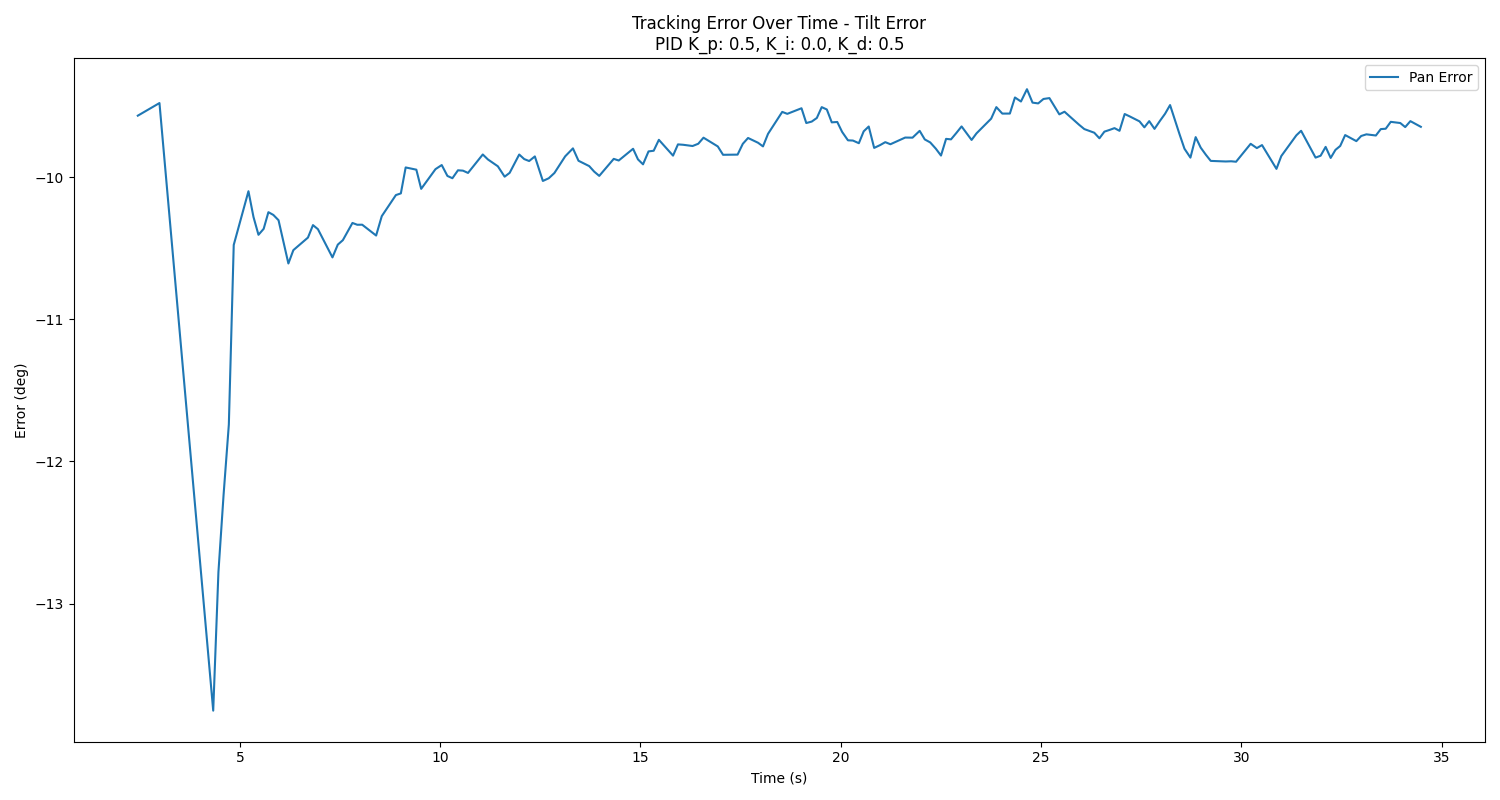 Tracking Error Over Time - Tilt Error
PID K_p: 0.5, K_i: 0.0, K_d: 0.5
Pan Error
−10
−11
−12
−13
Error (deg)
5
10
15
20
25
30
35
Time (s)